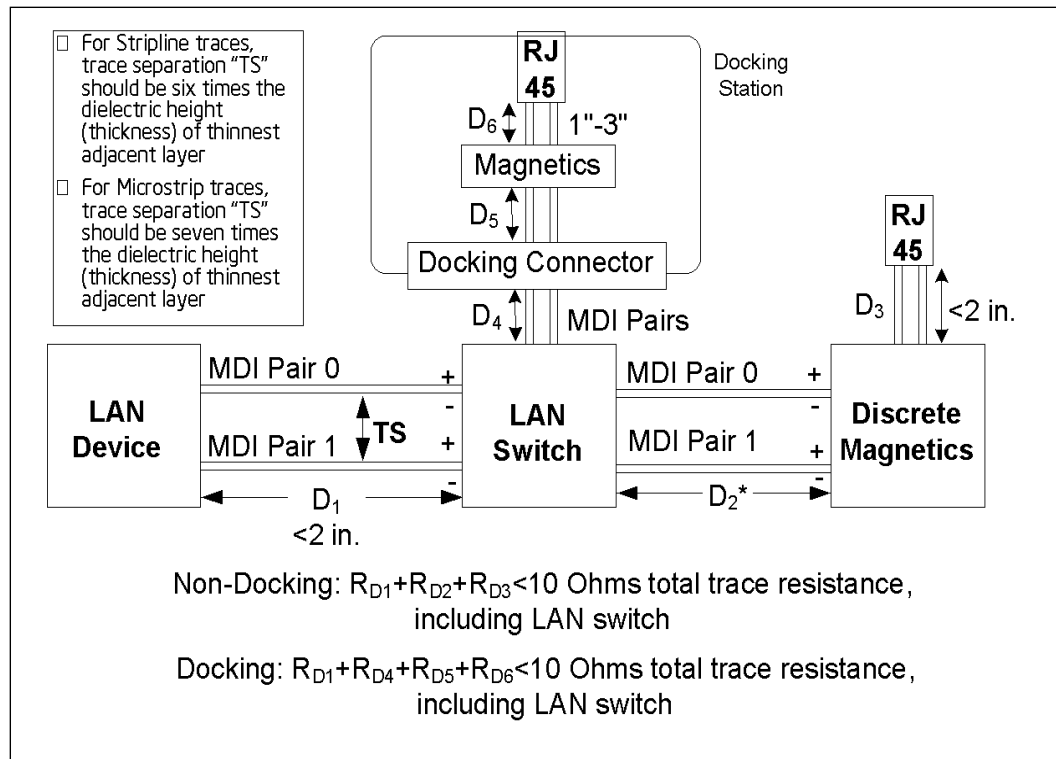 □ For Stripline traces,
trace separation “TS”
should be six times the
dielectric height
(thickness) of thinnest
adjacent layer
□ For Microstrip traces,
trace separation “TS”
should be seven times
the dielectric height
(thickness) of thinnest
adjacent layer
RJ
45
Docking
Station
D6
1"-3"
Magnetics
D5
Docking Connector
D4
MDI Pairs
RJ
45
D3
<2 in.
LAN
Device
MDI Pair 0
+
-
TS
MDI Pair 1
+
-
D1
<2 in.
LAN
Switch
MDI Pair 0
+
-
MDI Pair 1
+
-
D2*
Discrete
Magnetics
Non-Docking: RD1+RD2+RD3<10 Ohms total trace resistance,
including LAN switch
Docking: RD1+RD4+RD5+RD6<10 Ohms total trace resistance,
including LAN switch